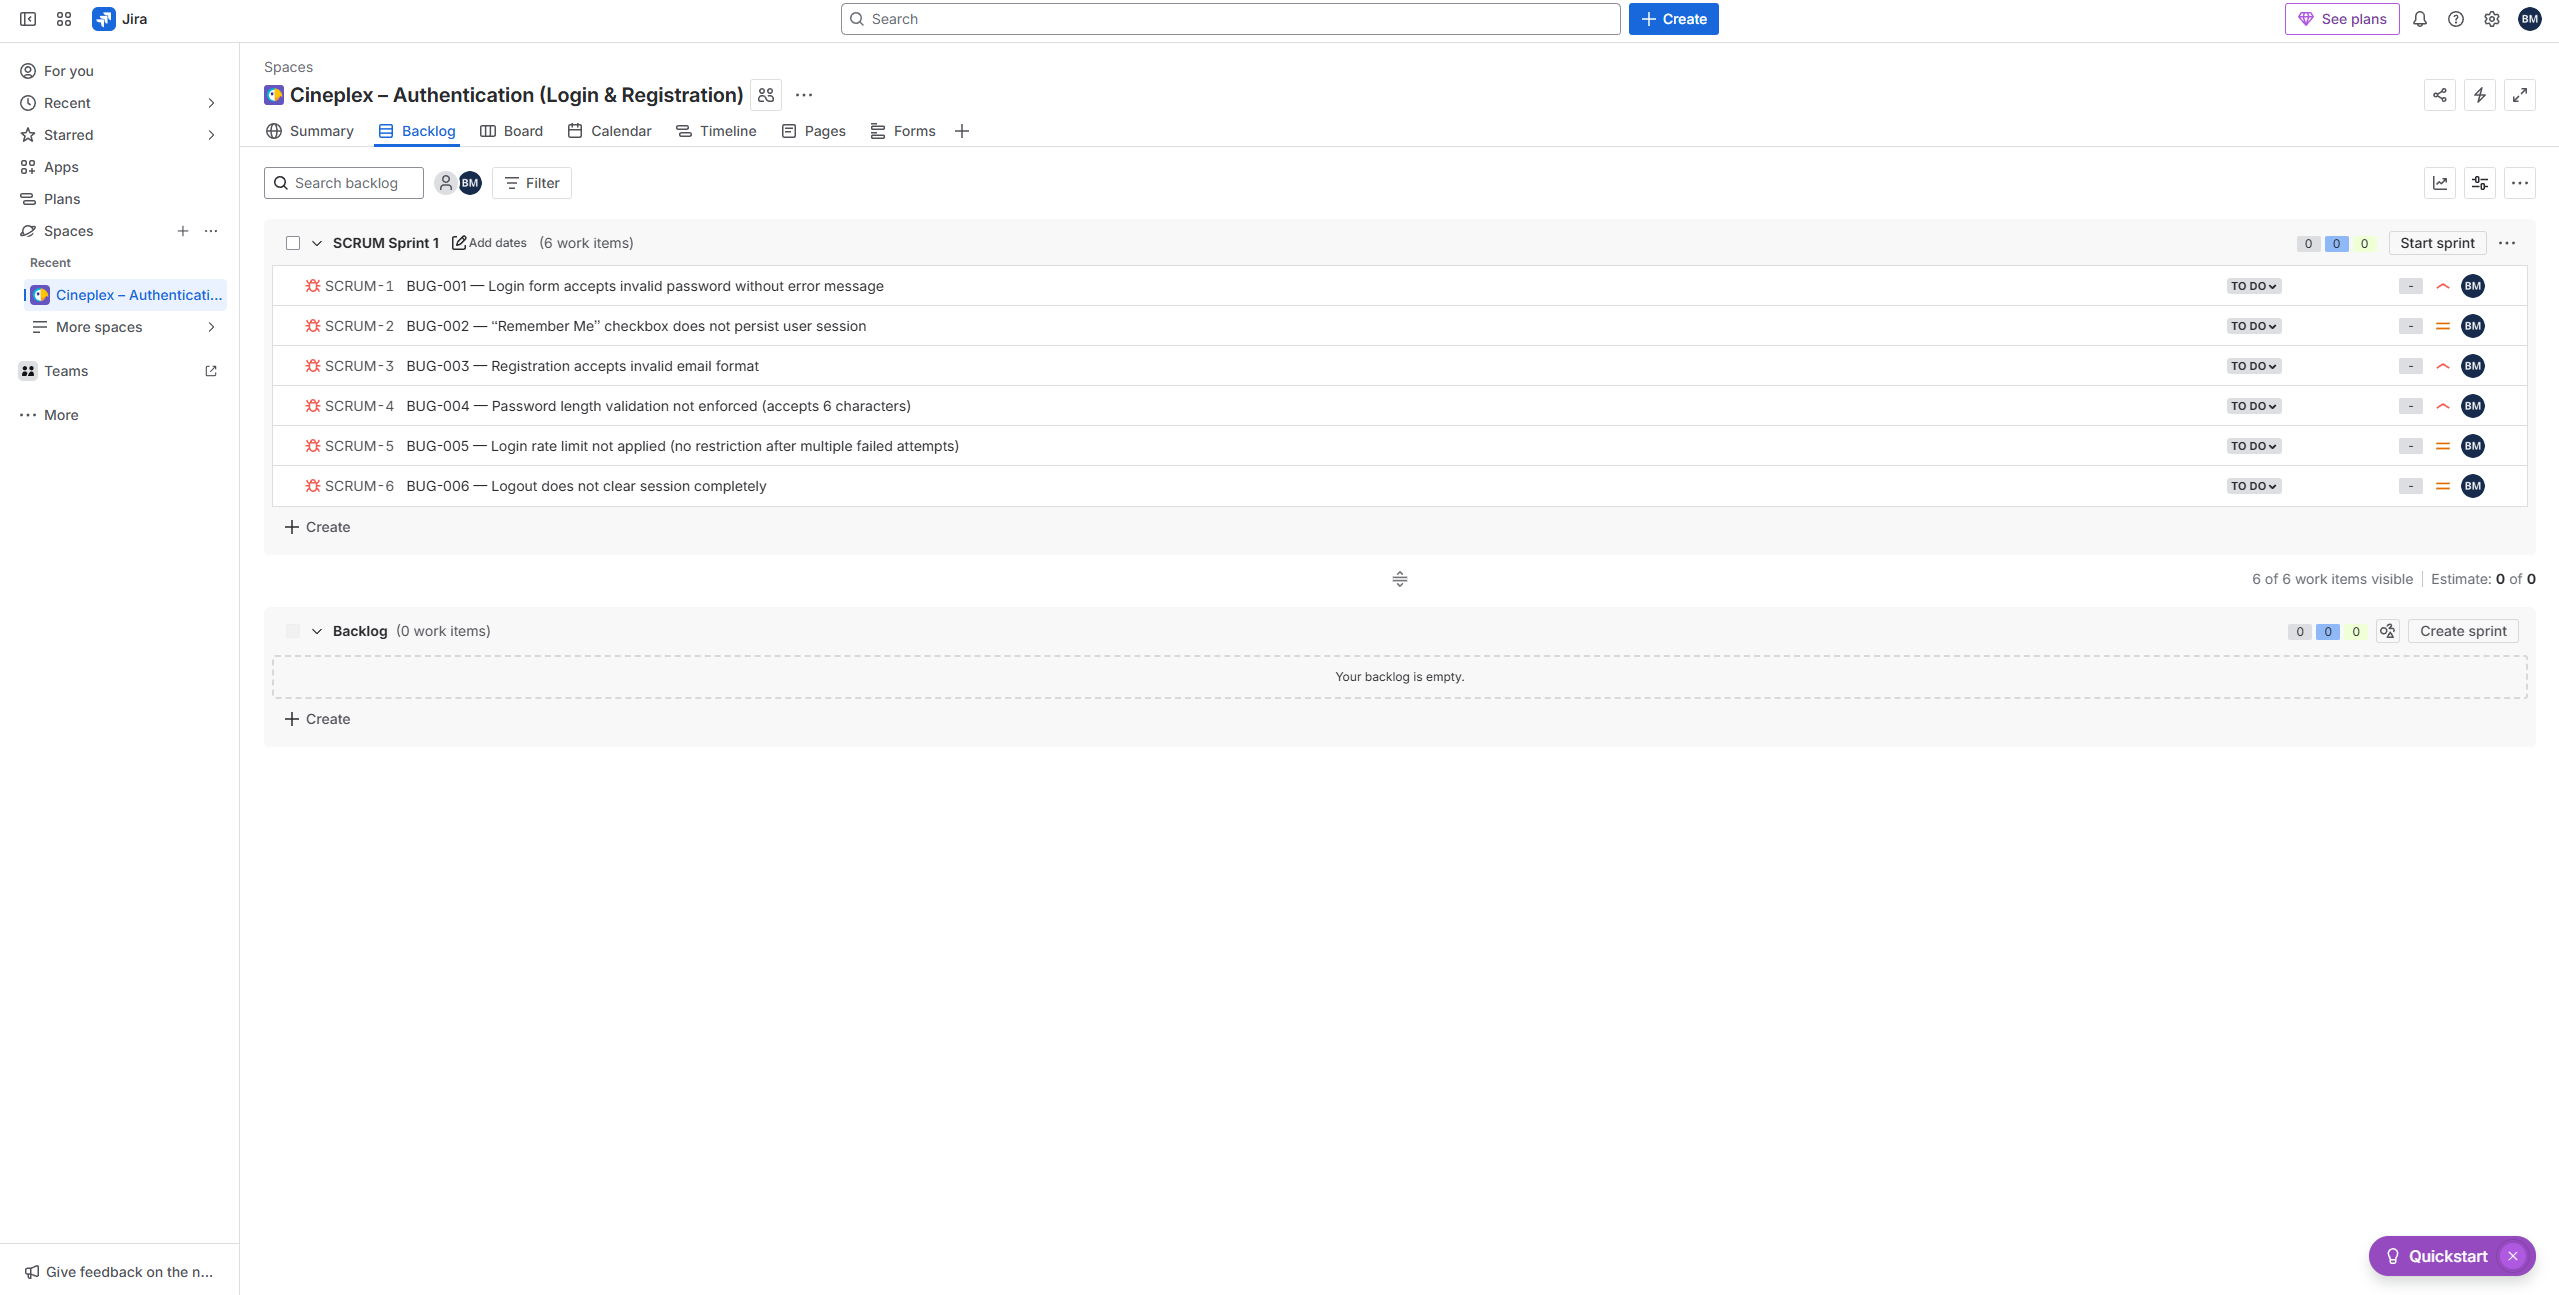 Jira
Search
Create
See plans
BM
For you
Recent
Starred
Apps
Plans
Spaces
Recent
Cineplex – Authenticati...
More spaces
Teams
More
Give feedback on the n...
Spaces
Cineplex – Authentication (Login & Registration)
Summary Backlog Board Calendar Timeline Pages Forms
Search backlog BM Filter
SCRUM Sprint 1 Add dates (6 work items) 0 0 0 Start sprint
SCRUM-1 BUG-001 — Login form accepts invalid password without error message TO DO - BM
SCRUM-2 BUG-002 — “Remember Me” checkbox does not persist user session TO DO - BM
SCRUM-3 BUG-003 — Registration accepts invalid email format TO DO - BM
SCRUM-4 BUG-004 — Password length validation not enforced (accepts 6 characters) TO DO - BM
SCRUM-5 BUG-005 — Login rate limit not applied (no restriction after multiple failed attempts) TO DO - BM
SCRUM-6 BUG-006 — Logout does not clear session completely TO DO - BM
Create
6 of 6 work items visible Estimate: 0 of 0
Backlog (0 work items) 0 0 0 Create sprint
Your backlog is empty.
Create
Quickstart